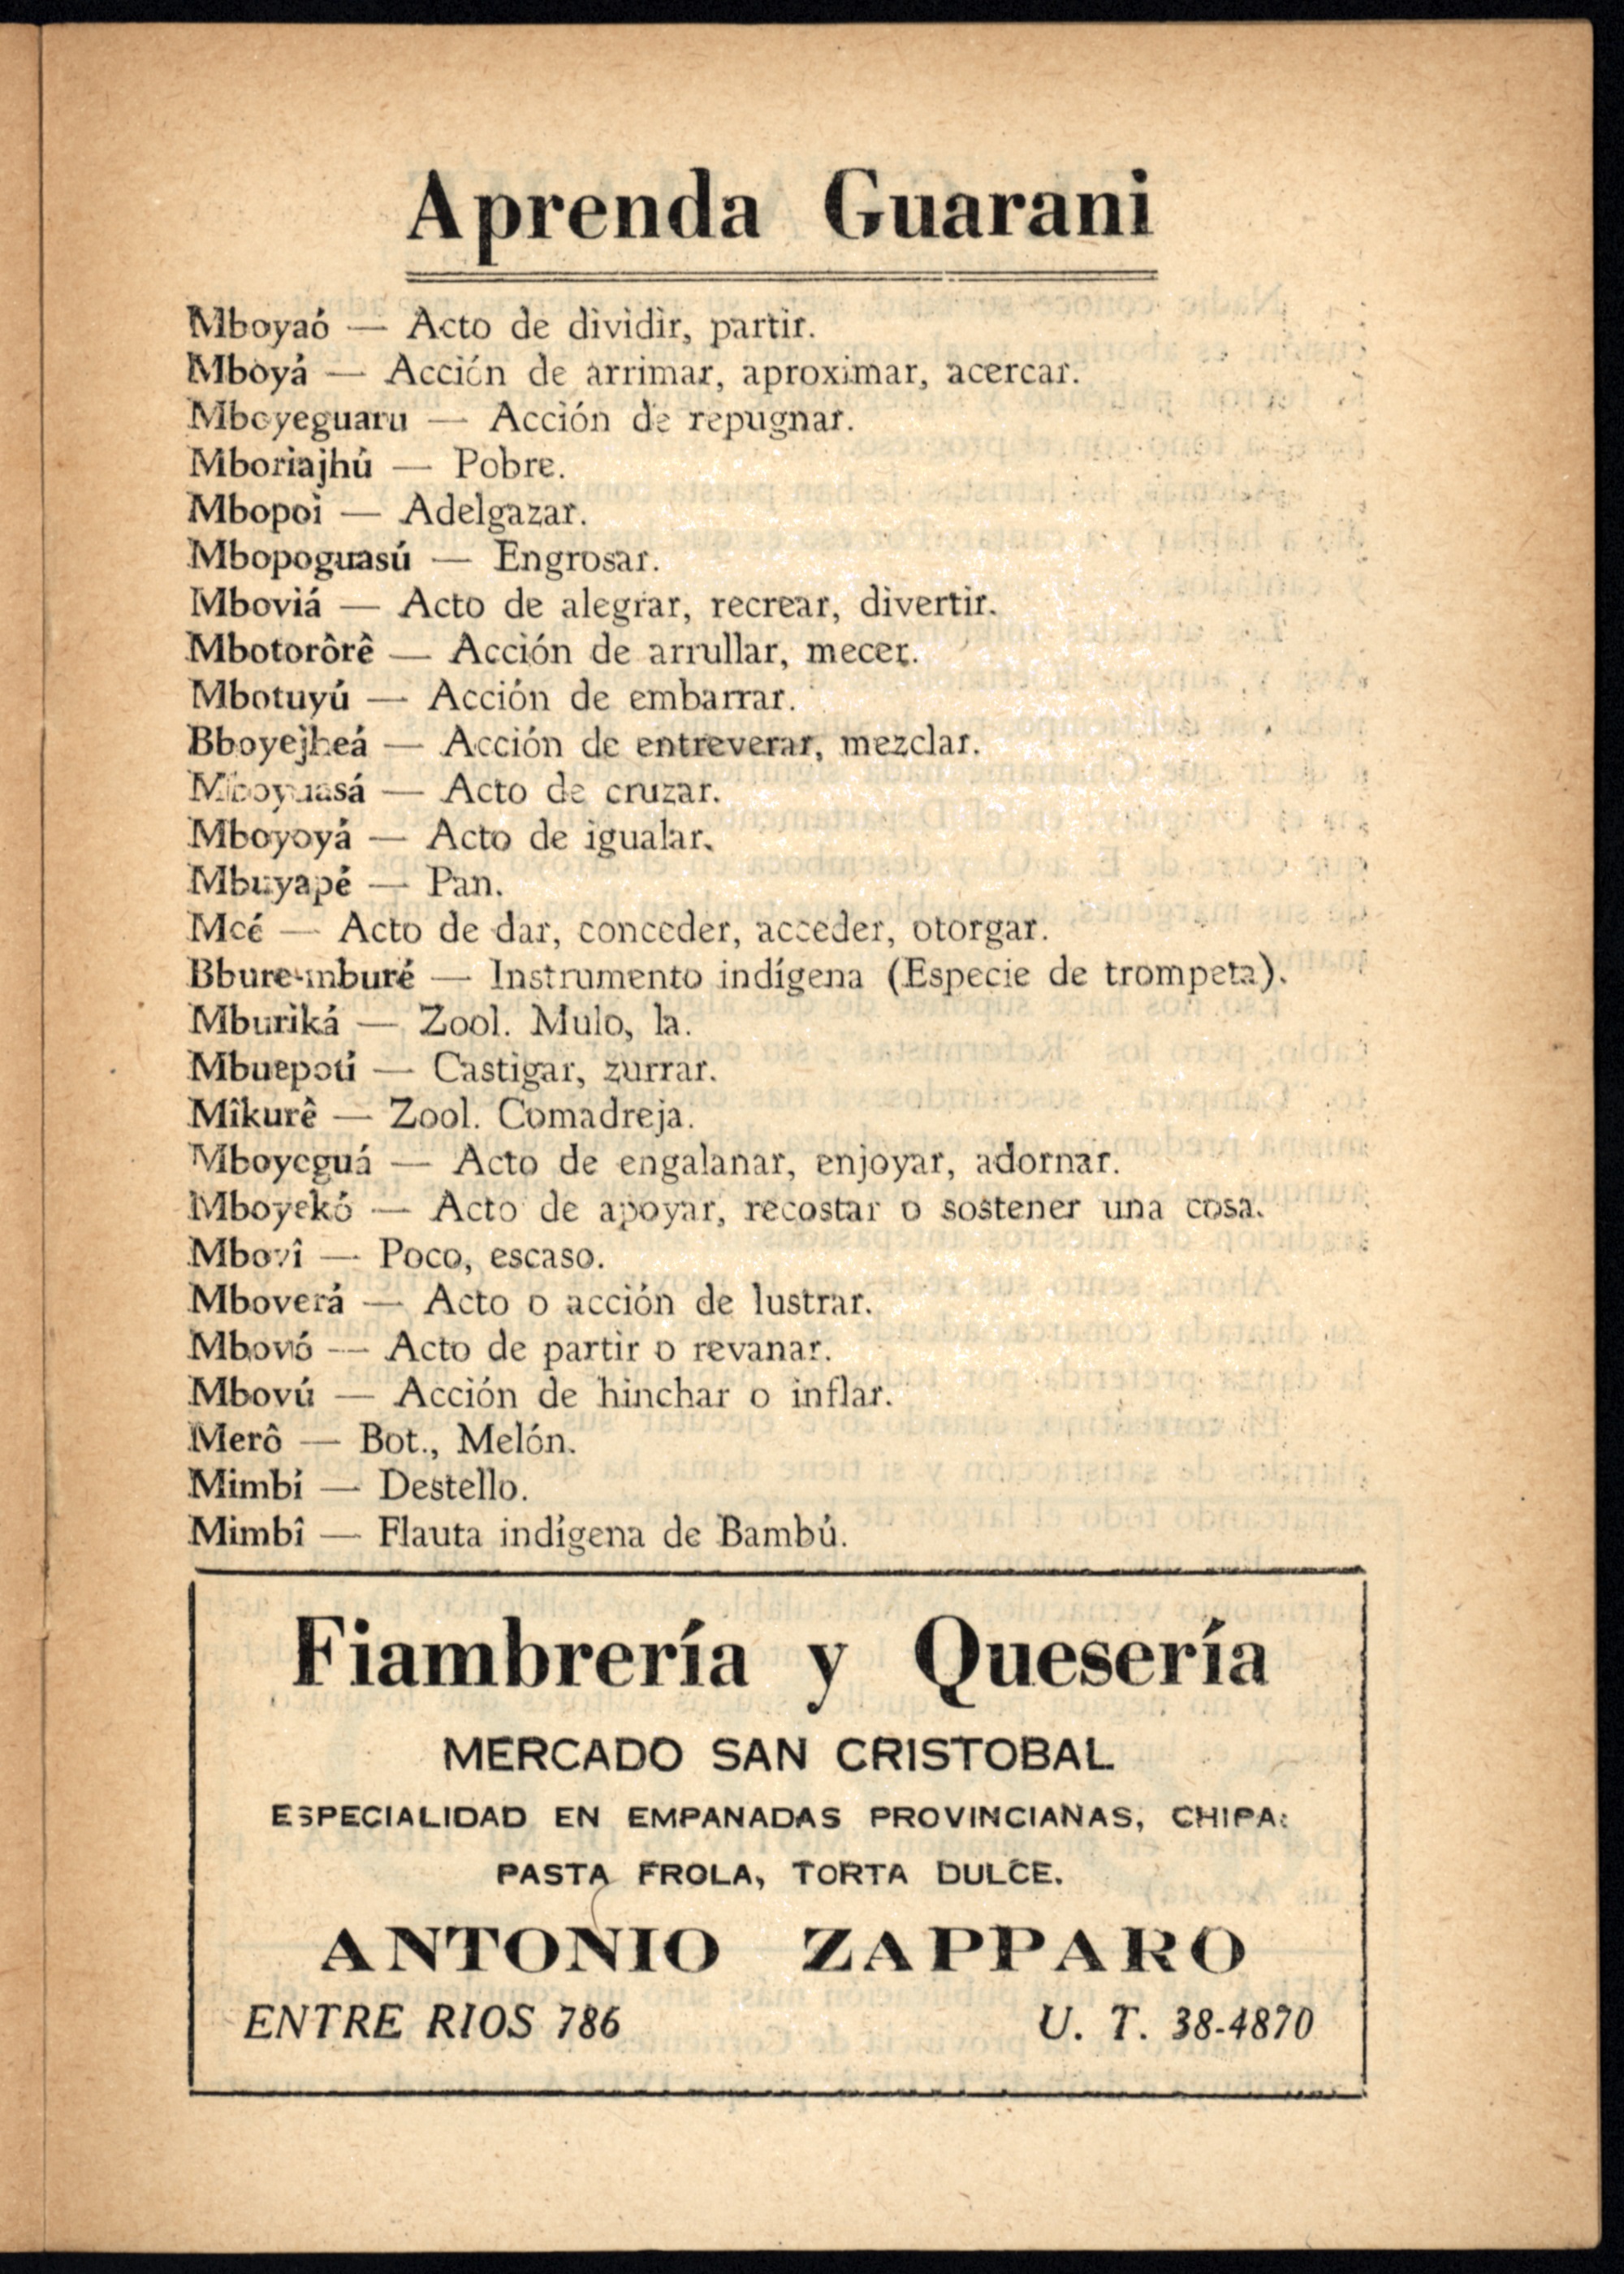 Aprenda Guarani
Mboyaó — Acto de dividir, partir.
Mboyá — Acción de arrimar, aproximar, acercar.
Mboyeguaru — Acción de repugnar.
Mboriajhú — Pobre.
Mbopoi — Adelgazar.
Mbopoguasú — Engrosar.
Mboviá — Acto de alegrar, recrear, divertir.
Mbotorôrê — Acción de arrullar, mecer.
Mbotuyú — Acción de embarrar.
Bboyejheá — Acción de entreverar, mezclar.
— Acto de cruzar.
Mboyoyá — Acto de igualar.
Mbuyapé — Pan.
Meé — Acto de dar, conceder, acceder, otorgar.
Bbure-mburé — Instrumento indígena (Especie de trompeta).
Mburiká — Zool. Mulo, la.
Mbuepoti — Castigar, zurrar.
Mîkurê — Zool. Comadreja.
Mboyeguá — Acto de engalanar, enjoyar, adornar.
Mboyekó — Acto de apoyar, recostar o sostener una cosa.
Mbovî — Poco, escaso.
Mboverá — Acto o acción de lustrar.
— Acto de partir o revanar.
Mbovú — Acción de hinchar o inflar.
Merô — Bot., Melón.
Mimbí — Destello.
Mimbî — Flauta indígena de Bambú.
Fiambrería y Quesería
MERCADO SAN CRISTOBAL
ESPECIALIDAD EN EMPANADAS PROVINCIANAS, CHIPA:
PASTA FROLA, TORTA DULCE.
ANTONIO ZAPPARO
ENTRE RIOS 786 U. T. 38-4870